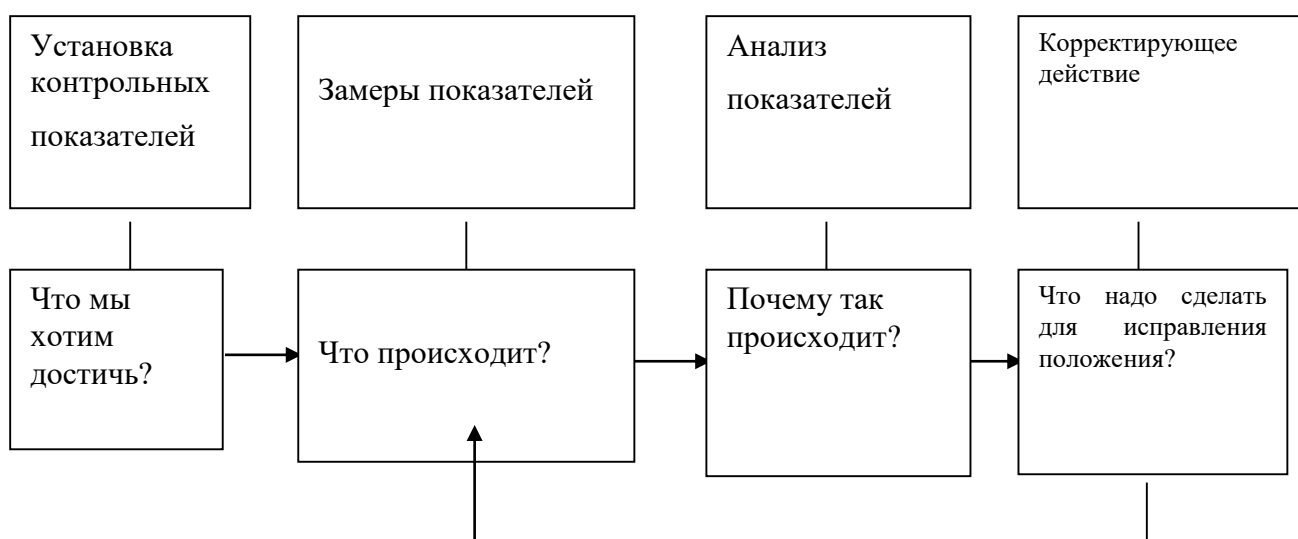 Установка
контрольных
показателей
Замеры показателей
Анализ
показателей
Корректирующее
действие
Что мы
хотим
достичь?
Что происходит?
Почему так
происходит?
Что надо сделать
для исправления
положения?